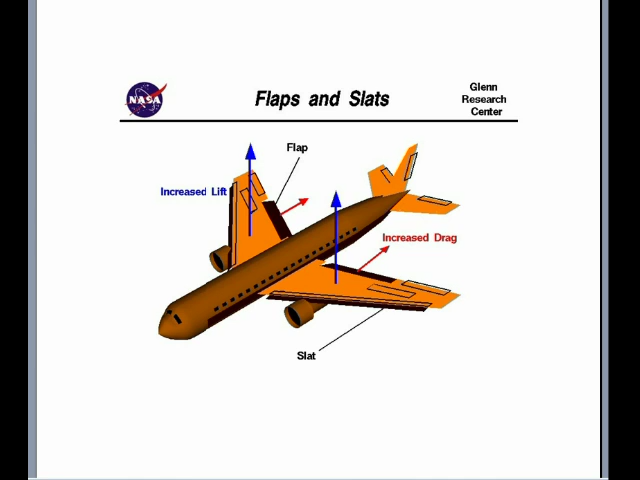 NASA
Flaps and Slats
Glenn
Research
Center
Flap
Increased Lift
Increased Drag
Slat